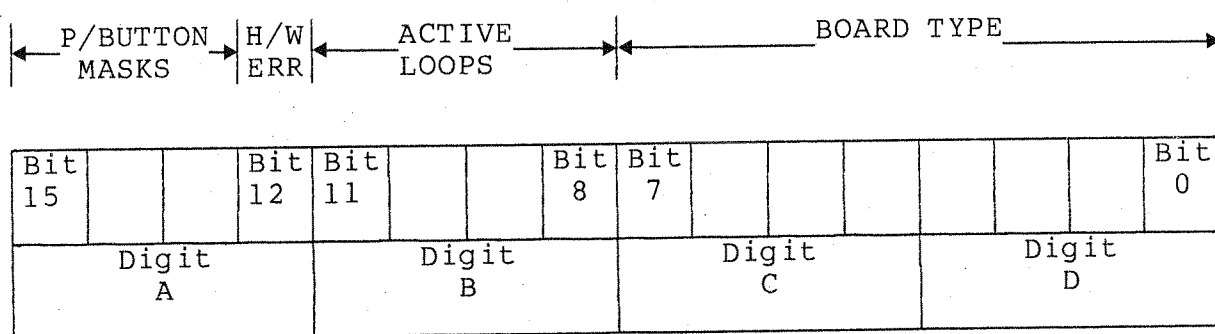 P/BUTTON H/W ACTIVE BOARD TYPE
MASKS ERR LOOPS
Bit Bit Bit Bit Bit Bit
15 12 11 8 7 0
Digit Digit Digit Digit
A B C D